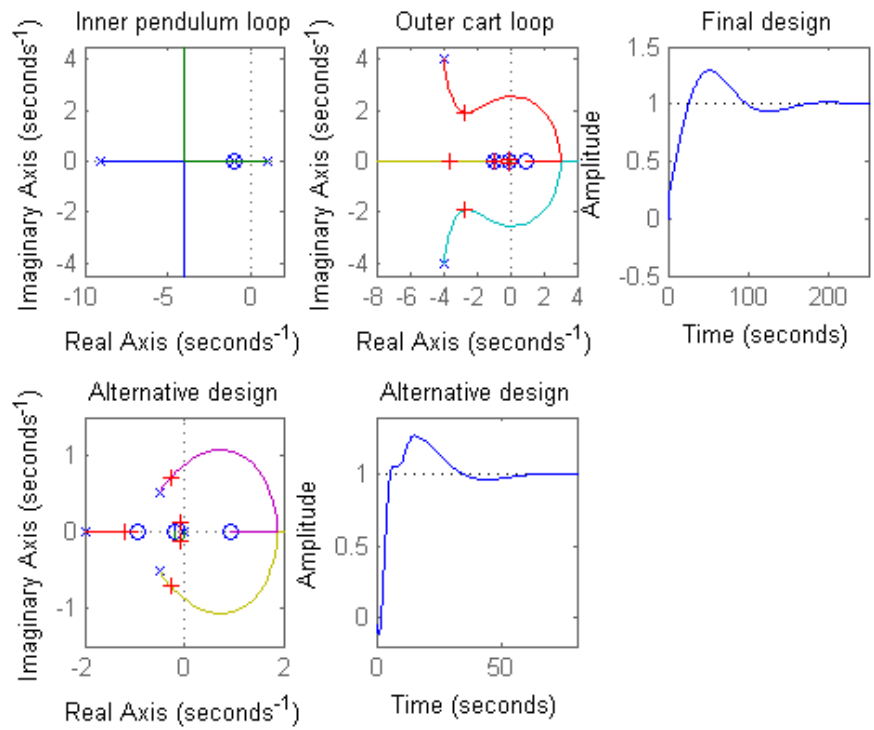 Inner pendulum loop
Imaginary Axis (seconds⁻¹)
4
2
0
-2
-4
-10
-5
0
Real Axis (seconds⁻¹)
Outer cart loop
Imaginary Axis (seconds⁻¹)
4
2
0
-2
-4
-8
-6
-4
-2
0
2
4
Real Axis (seconds⁻¹)
Final design
Amplitude
1.5
1
0.5
0
-0.5
0
100
200
Time (seconds)
Alternative design
Imaginary Axis (seconds⁻¹)
1
0
-1
-2
0
2
Real Axis (seconds⁻¹)
Alternative design
Amplitude
1
0.5
0
0
50
Time (seconds)